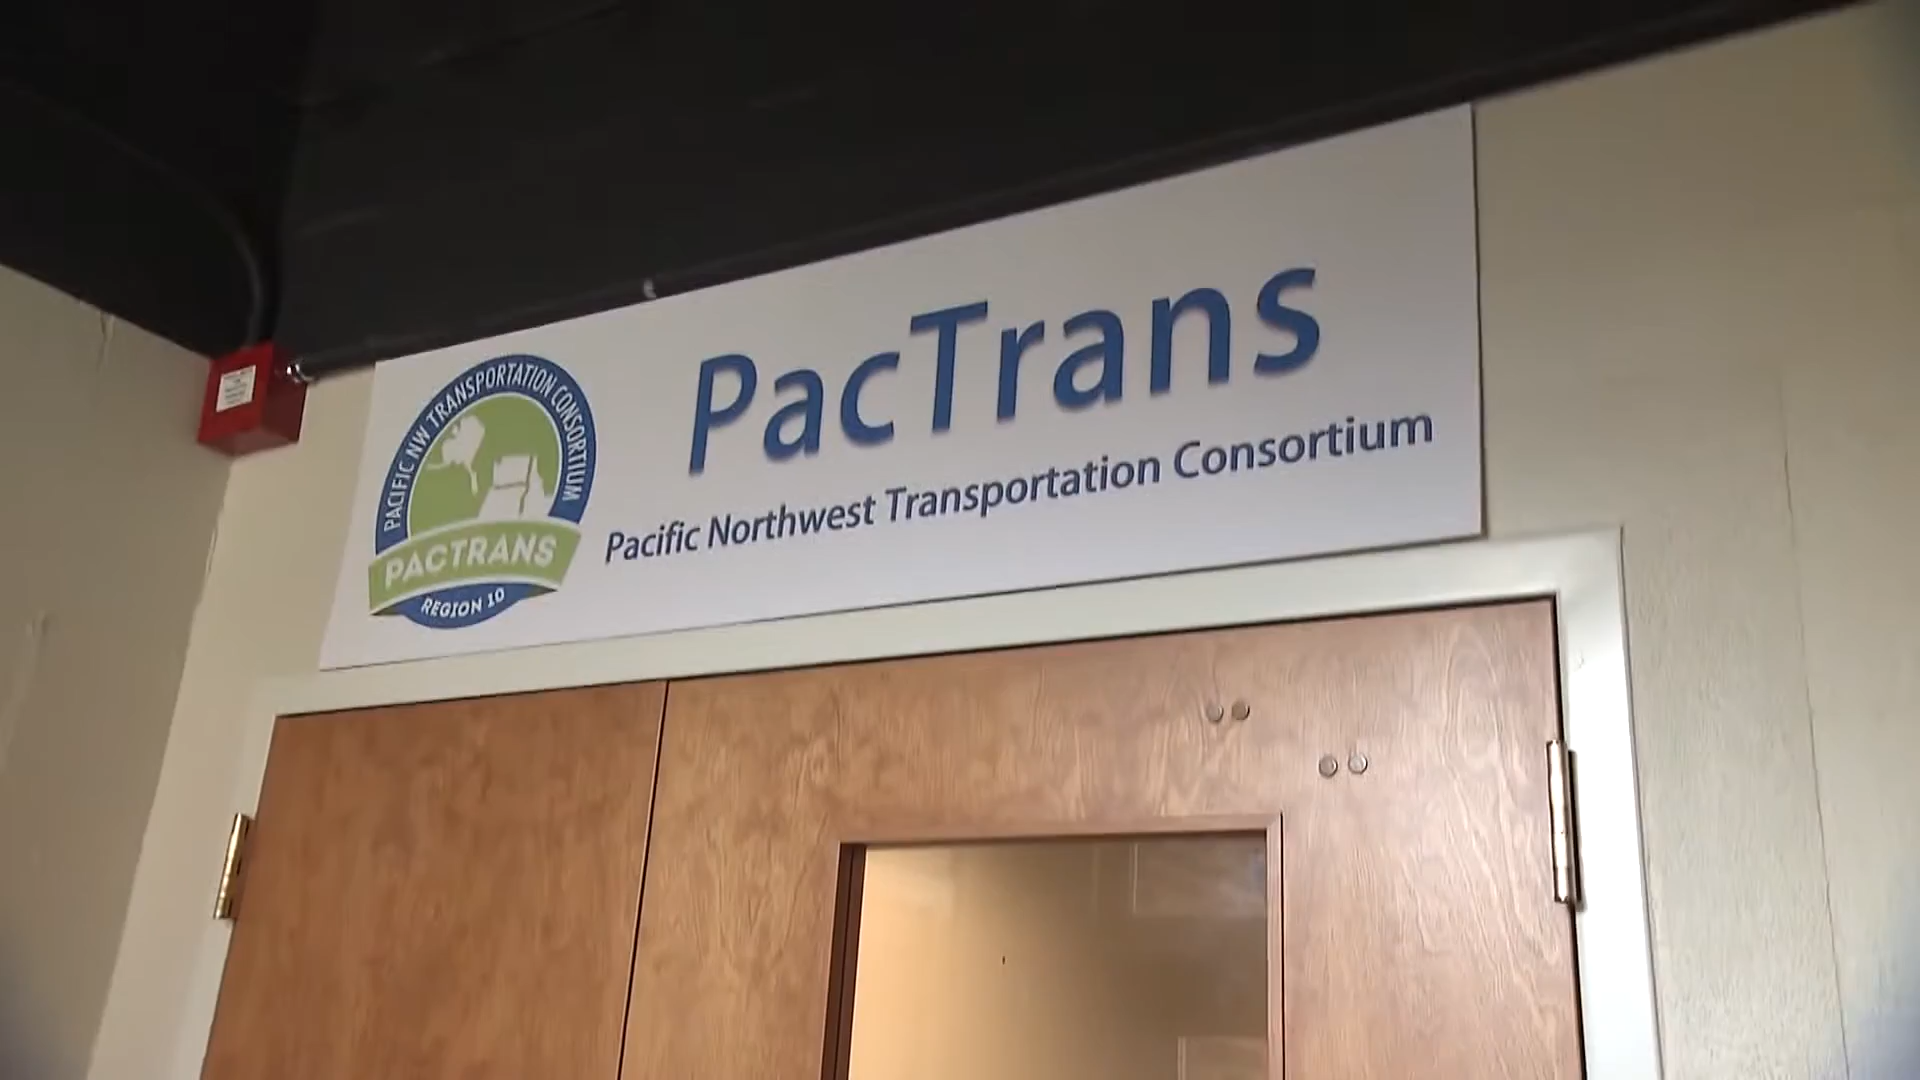 PACIFIC NW TRANSPORTATION CONSORTIUM
PACTRANS
REGION 10
PacTrans
Pacific Northwest Transportation Consortium